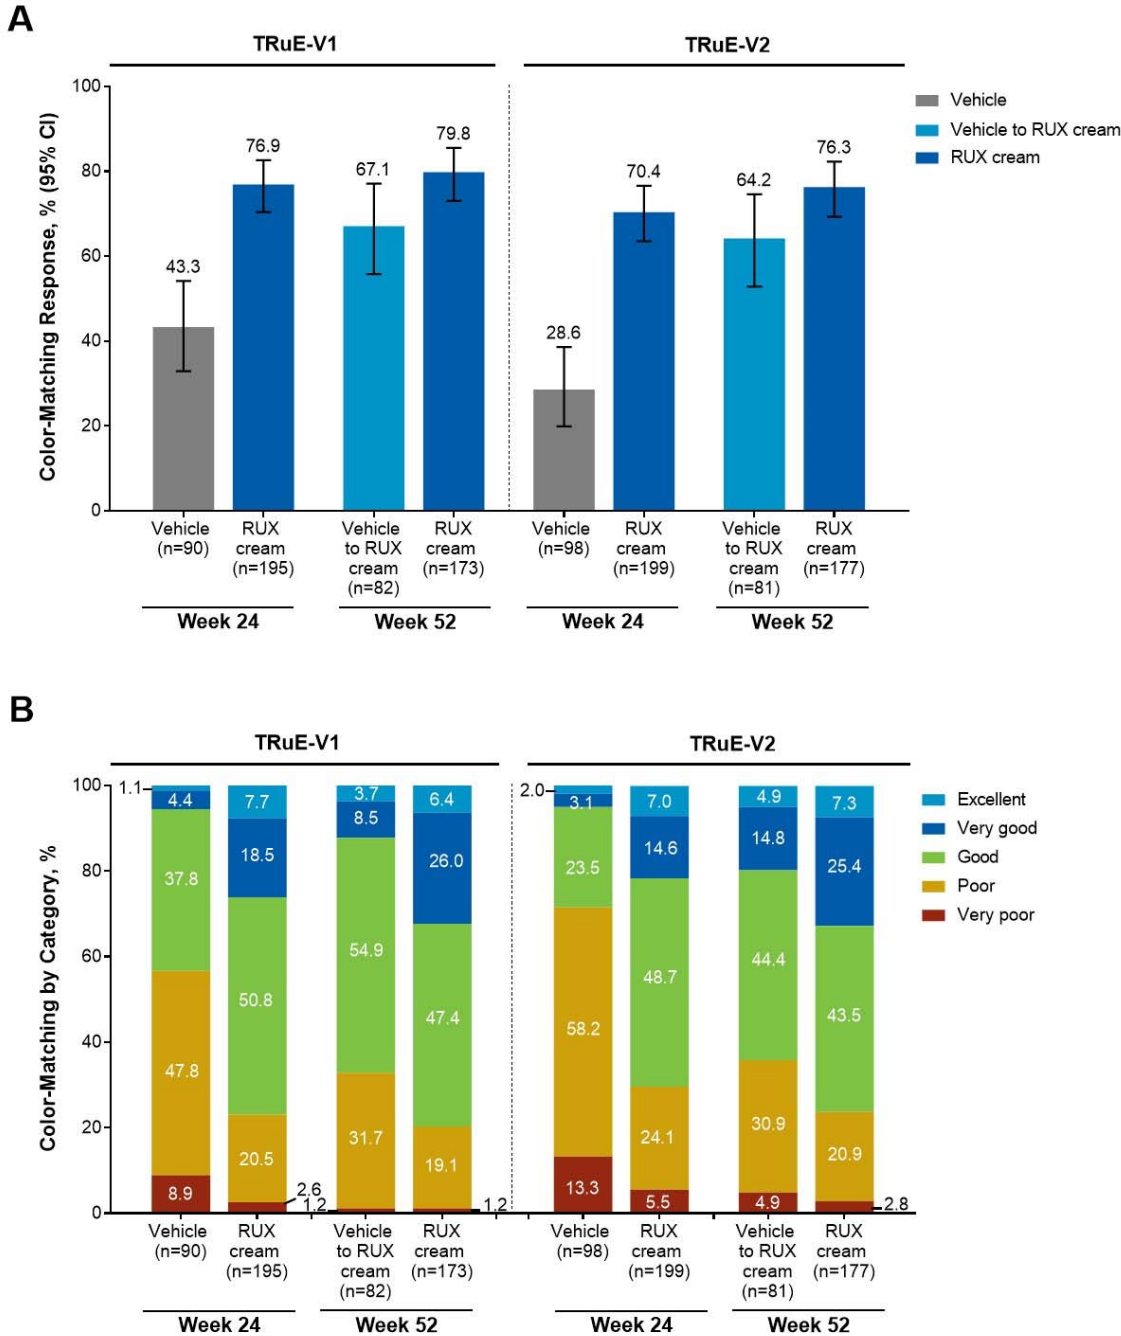 A
TRuE-V1
TRuE-V2
Color-Matching Response, % (95% CI)
100
80
60
40
20
0
43.3
76.9
67.1
79.8
28.6
70.4
64.2
76.3
Vehicle
Vehicle to RUX cream
RUX cream
Vehicle
(n=90)
RUX
cream
(n=195)
Vehicle
to RUX
cream
(n=82)
RUX
cream
(n=173)
Vehicle
(n=98)
RUX
cream
(n=199)
Vehicle
to RUX
cream
(n=81)
RUX
cream
(n=177)
Week 24
Week 52
Week 24
Week 52
B
TRuE-V1
TRuE-V2
Color-Matching by Category, %
100
80
60
40
20
0
1.1
4.4
37.8
47.8
8.9
7.7
18.5
50.8
20.5
2.6
3.7
8.5
54.9
31.7
1.2
6.4
26.0
47.4
19.1
1.2
2.0
3.1
23.5
58.2
13.3
7.0
14.6
48.7
24.1
5.5
4.9
14.8
44.4
30.9
4.9
7.3
25.4
43.5
20.9
2.8
Excellent
Very good
Good
Poor
Very poor
Vehicle
(n=90)
RUX
cream
(n=195)
Vehicle
to RUX
cream
(n=82)
RUX
cream
(n=173)
Vehicle
(n=98)
RUX
cream
(n=199)
Vehicle
to RUX
cream
(n=81)
RUX
cream
(n=177)
Week 24
Week 52
Week 24
Week 52